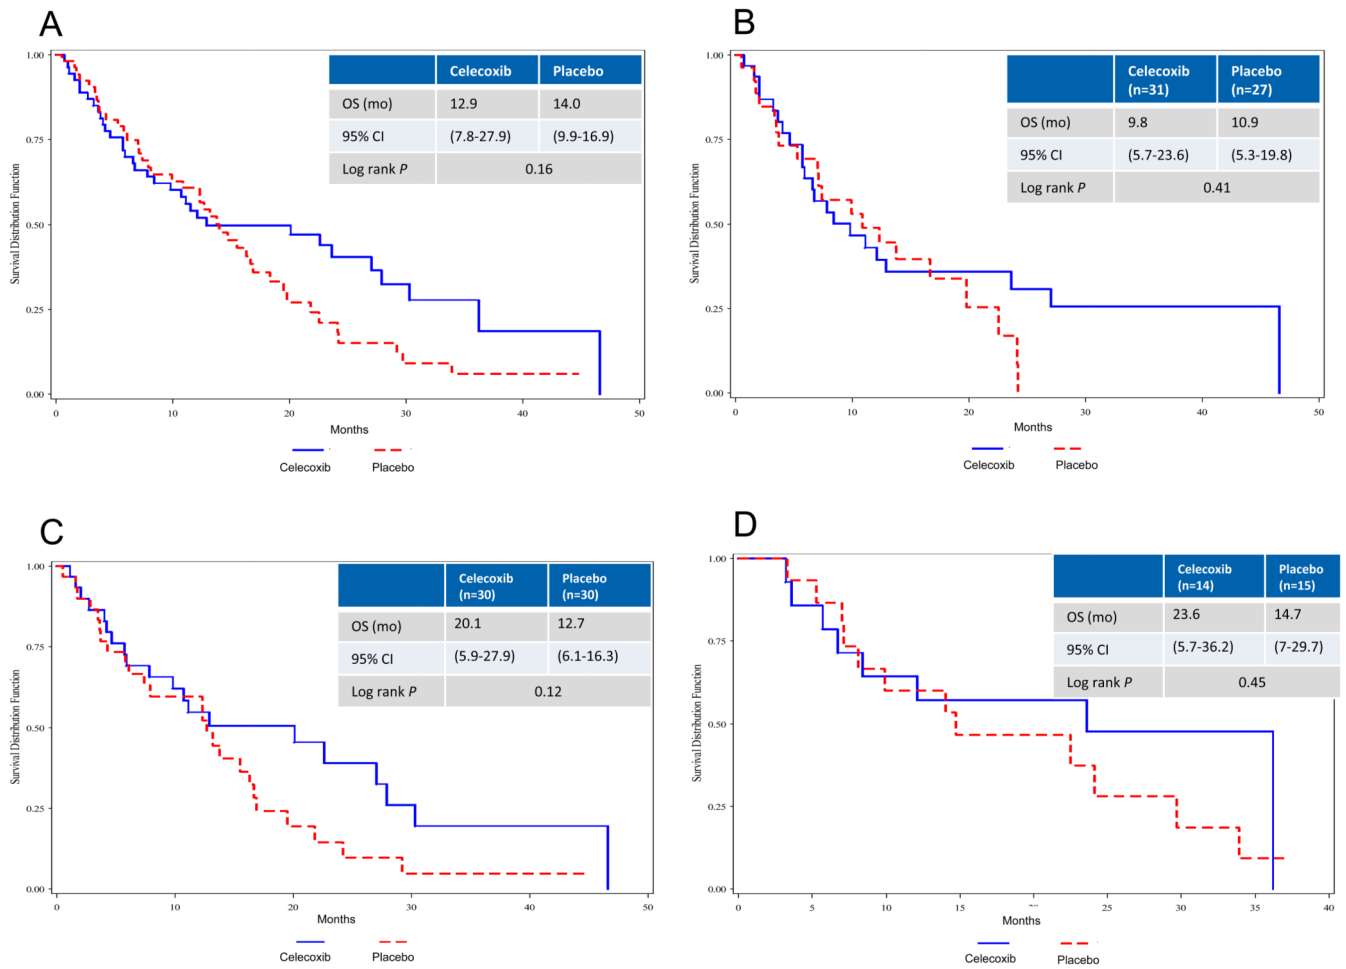 A
Survival Distribution Function
1.00
0.75
0.50
0.25
0.00
Celecoxib Placebo
OS (mo) 12.9 14.0
95% CI (7.8-27.9) (9.9-16.9)
Log rank P 0.16
0 10 20 30 40 50
Months
Celecoxib Placebo
B
Survival Distribution Function
1.00
0.75
0.50
0.25
0.00
Celecoxib Placebo
(n=31) (n=27)
OS (mo) 9.8 10.9
95% CI (5.7-23.6) (5.3-19.8)
Log rank P 0.41
0 10 20 30 40 50
Months
Celecoxib Placebo
C
Survival Distribution Function
1.00
0.75
0.50
0.25
0.00
Celecoxib Placebo
(n=30) (n=30)
OS (mo) 20.1 12.7
95% CI (5.9-27.9) (6.1-16.3)
Log rank P 0.12
0 10 20 30 40 50
Months
Celecoxib Placebo
D
Survival Distribution Function
1.00
0.75
0.50
0.25
0.00
Celecoxib Placebo
(n=14) (n=15)
OS (mo) 23.6 14.7
95% CI (5.7-36.2) (7-29.7)
Log rank P 0.45
0 5 10 15 25 30 35 40
Months
Celecoxib Placebo